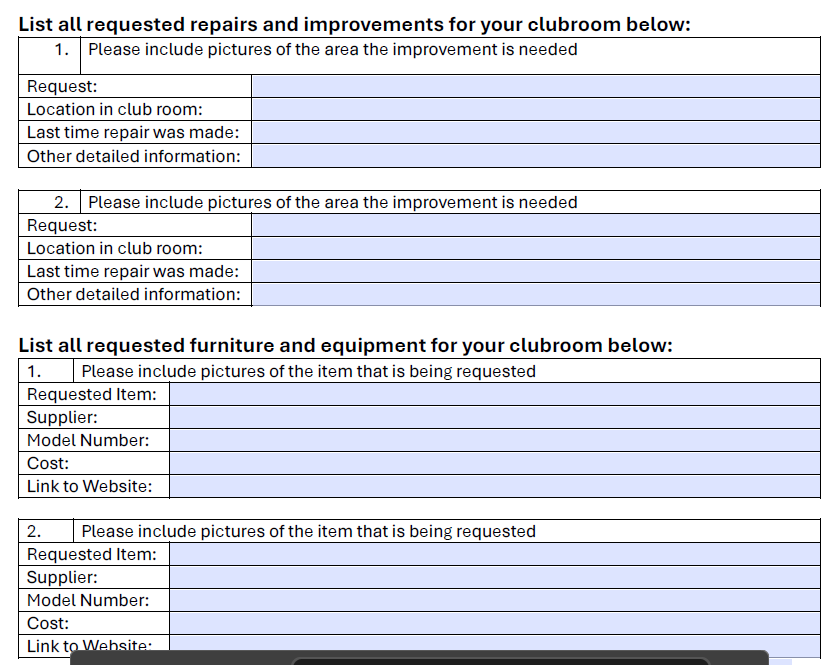 List all requested repairs and improvements for your clubroom below:
1. Please include pictures of the area the improvement is needed
Request:
Location in club room:
Last time repair was made:
Other detailed information:
2. Please include pictures of the area the improvement is needed
Request:
Location in club room:
Last time repair was made:
Other detailed information:
List all requested furniture and equipment for your clubroom below:
1. Please include pictures of the item that is being requested
Requested Item:
Supplier:
Model Number:
Cost:
Link to Website:
2. Please include pictures of the item that is being requested
Requested Item:
Supplier:
Model Number:
Cost:
Link to Website: